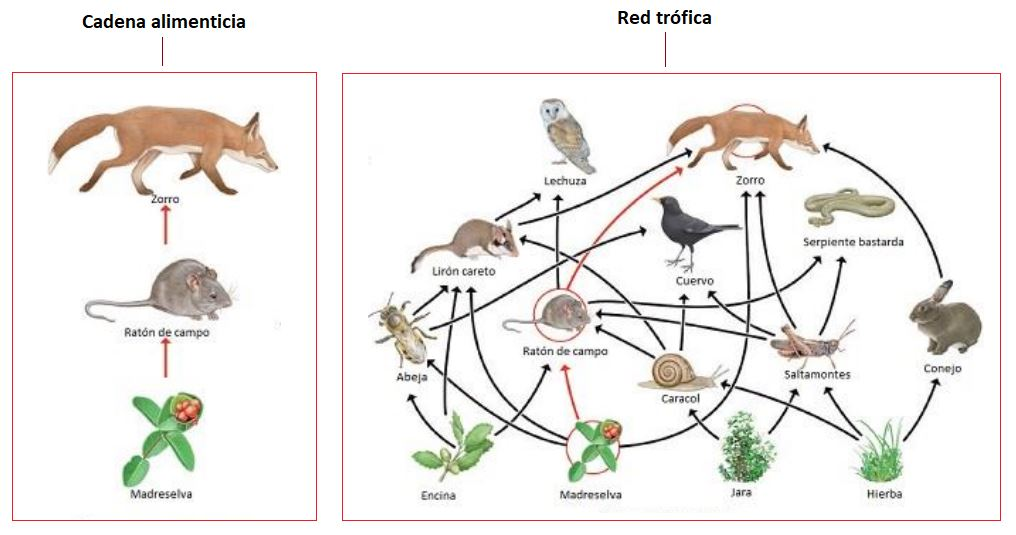 Cadena alimenticia
Zorro
Ratón de campo
Madreselva
Red trófica
Lechuza
Zorro
Serpiente bastarda
Lirón careto
Cuervo
Ratón de campo
Abeja
Saltamontes
Conejo
Caracol
Encina
Madreselva
Jara
Hierba